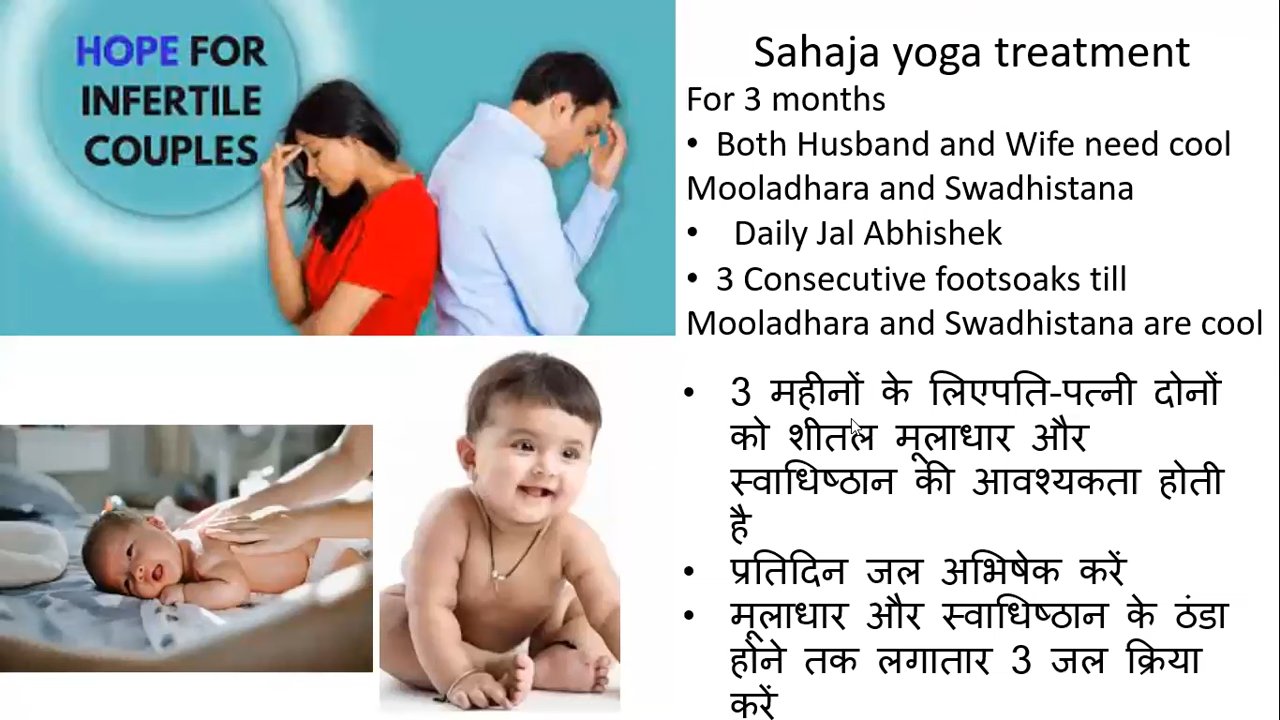 HOPE FOR
INFERTILE
COUPLES
Sahaja yoga treatment
For 3 months
• Both Husband and Wife need cool
Mooladhara and Swadhistana
• Daily Jal Abhishek
• 3 Consecutive footsoaks till
Mooladhara and Swadhistana are cool
• 3 महीनों के लिएपति-पत्नी दोनों
को शीतल मूलाधार और
स्वाधिष्ठान की आवश्यकता होती
है
• प्रतिदिन जल अभिषेक करें
• मूलाधार और स्वाधिष्ठान के ठंडा
होने तक लगातार 3 जल क्रिया
करें